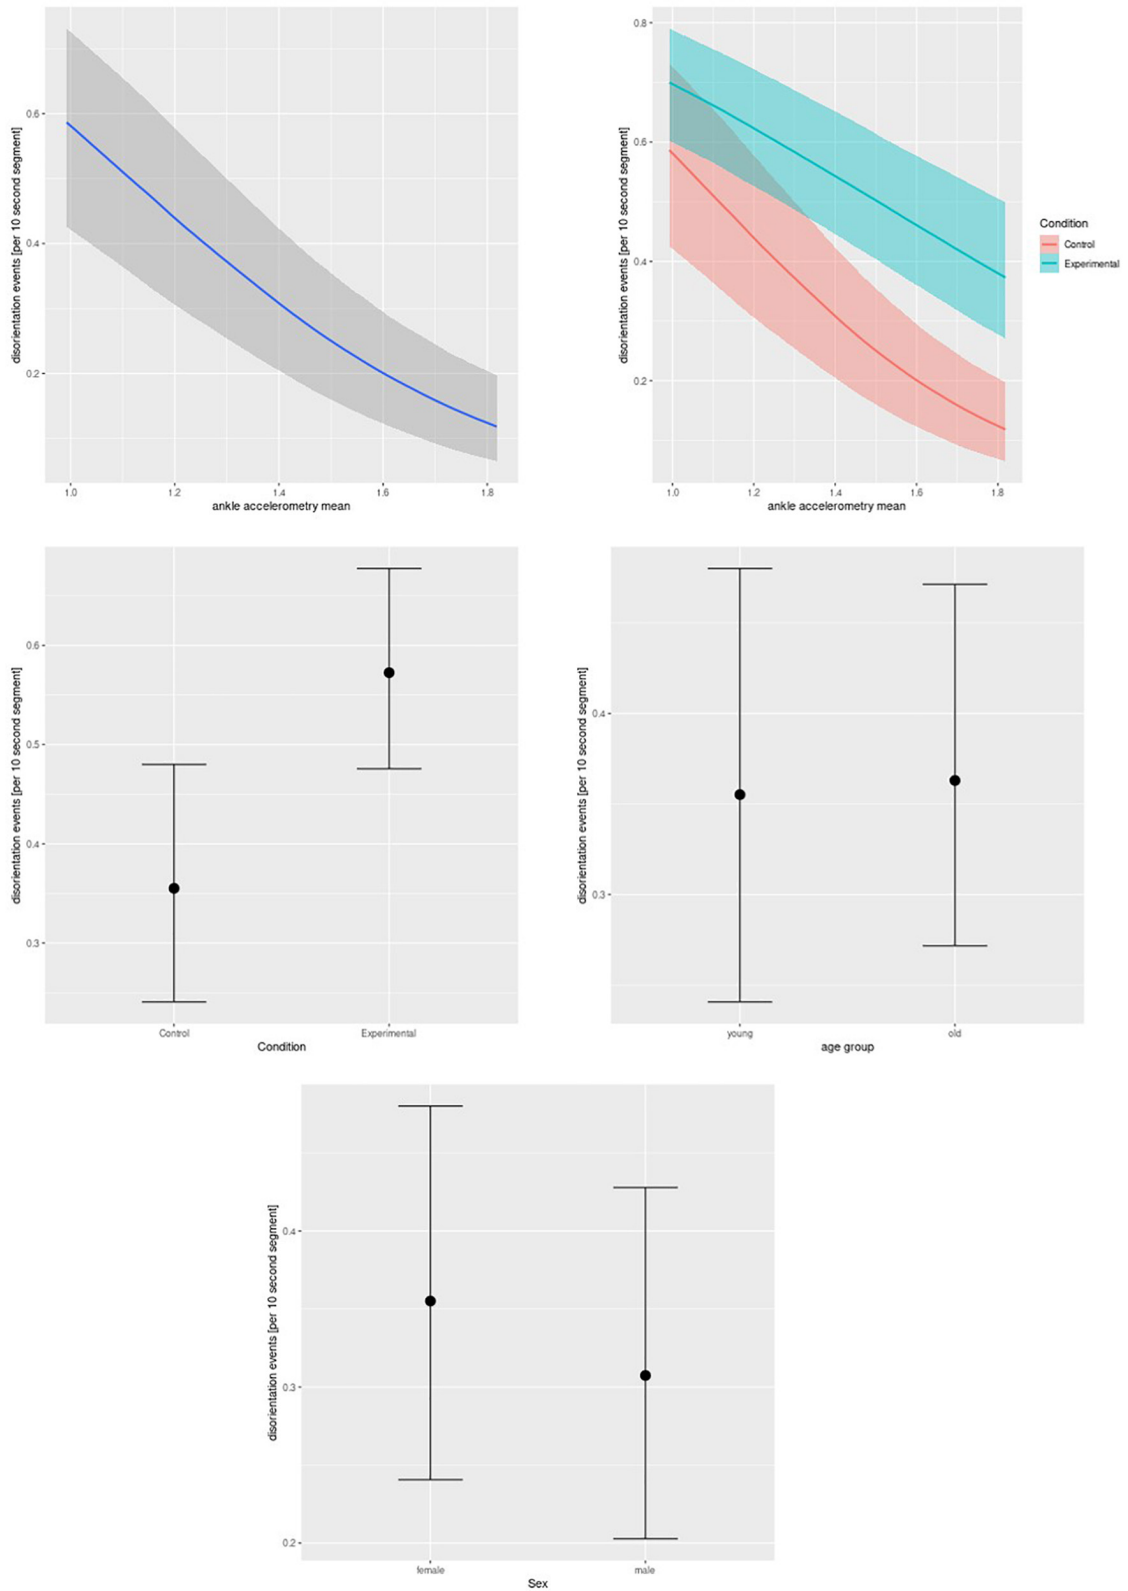 disorientation events [per 10 second segment]
0.6
0.4
0.2
1.0 1.2 1.4 1.6 1.8
ankle accelerometry mean
disorientation events [per 10 second segment]
0.8
0.6
0.4
0.2
1.0 1.2 1.4 1.6 1.8
ankle accelerometry mean
Condition
Control
Experimental
disorientation events [per 10 second segment]
0.6
0.5
0.4
0.3
Control Experimental
Condition
disorientation events [per 10 second segment]
0.4
0.3
young old
age group
disorientation events [per 10 second segment]
0.4
0.3
0.2
female male
Sex